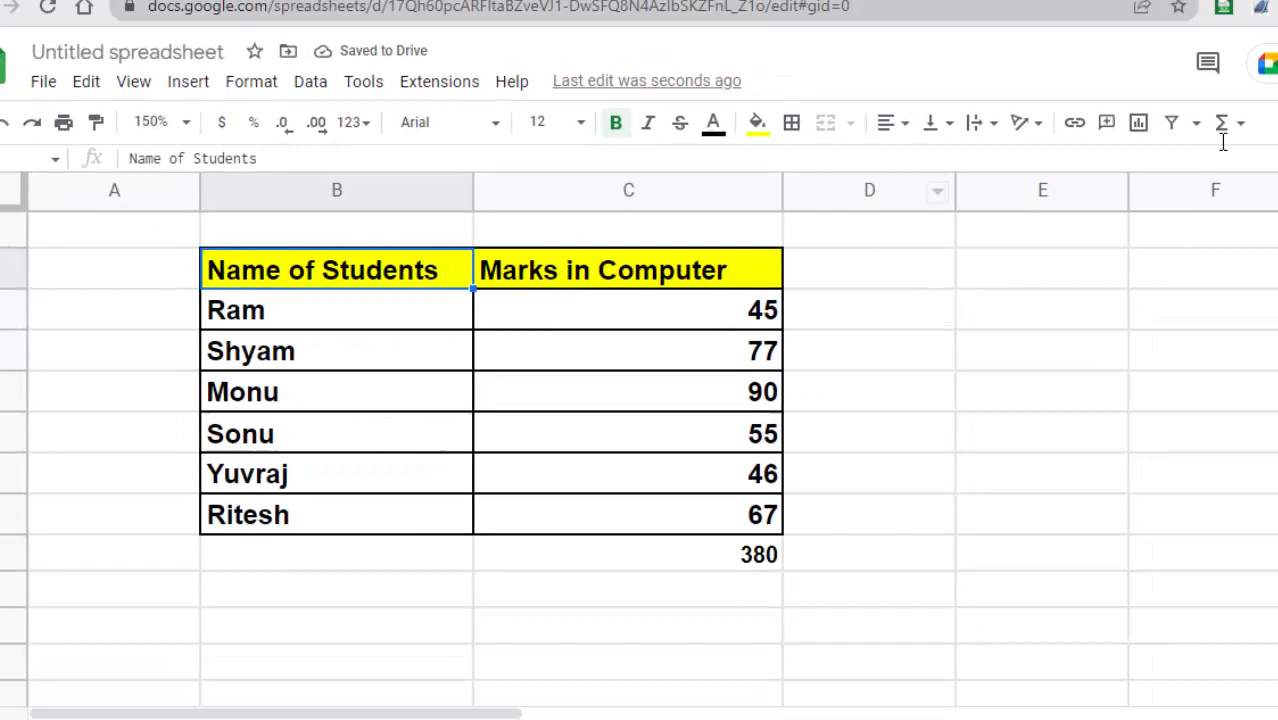 docs.google.com/spreadsheets/d/17Qh60pcARFItaBZveVJ1-DwSFQ8N4AzlbSKZFnL_Z1o/edit#gid=0
Untitled spreadsheet Saved to Drive
File Edit View Insert Format Data Tools Extensions Help Last edit was seconds ago
150% $ % .0 .00 123 Arial 12 B I S A Σ
fx Name of Students
A B C D E F
Name of Students Marks in Computer
Ram 45
Shyam 77
Monu 90
Sonu 55
Yuvraj 46
Ritesh 67
380